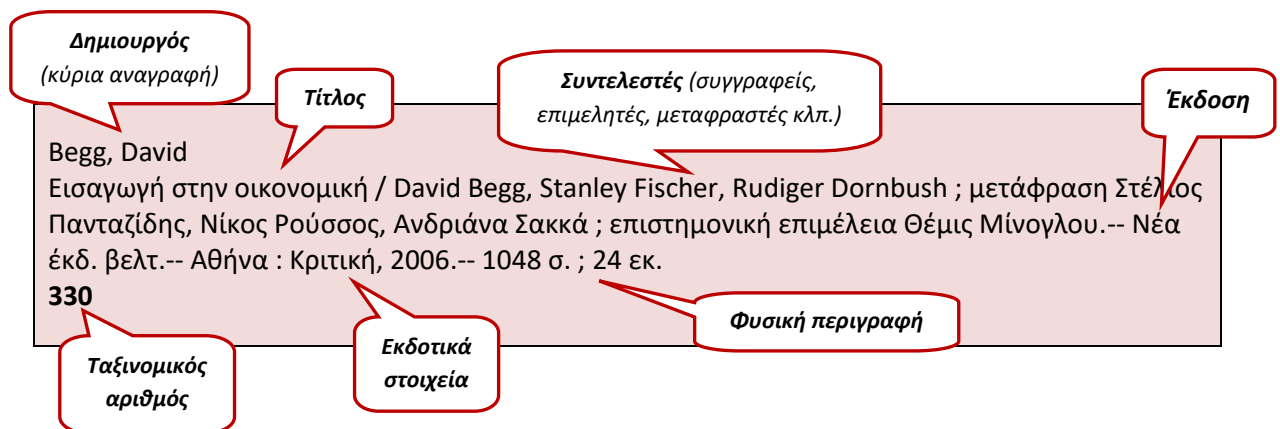 Δημιουργός
(κύρια αναγραφή)
Τίτλος
Συντελεστές (συγγραφείς,
επιμελητές, μεταφραστές κλπ.)
Έκδοση
Begg, David
Εισαγωγή στην οικονομική / David Begg, Stanley Fischer, Rudiger Dornbush ; μετάφραση Στέλιος
Πανταζίδης, Νίκος Ρούσσος, Ανδριάνα Σακκά ; επιστημονική επιμέλεια Θέμις Μίνογλου.-- Νέα
έκδ. βελτ.-- Αθήνα : Κριτική, 2006.-- 1048 σ. ; 24 εκ.
330
Ταξινομικός
αριθμός
Εκδοτικά
στοιχεία
Φυσική περιγραφή